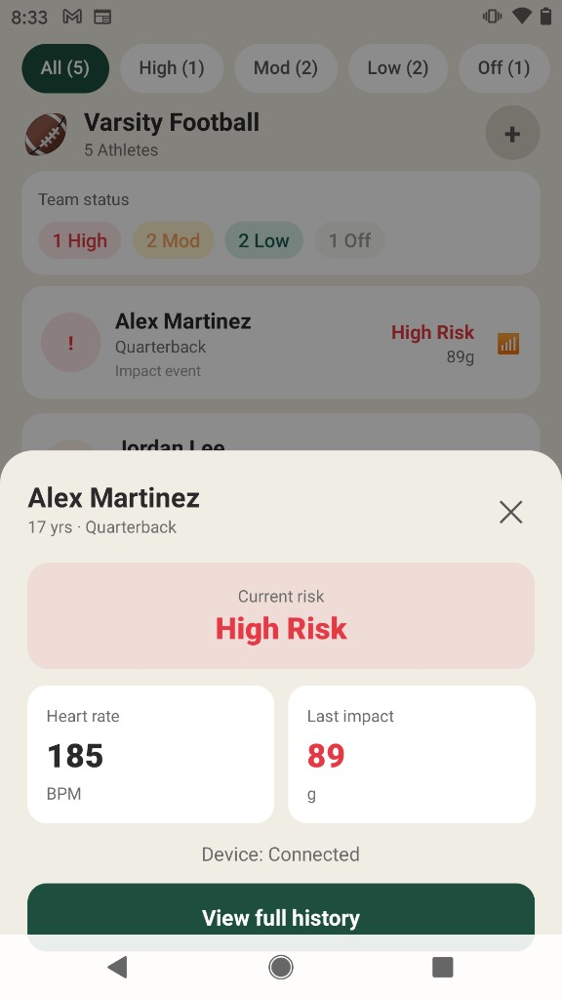 8:33
All (5)
High (1)
Mod (2)
Low (2)
Off (1)
Varsity Football
5 Athletes
+
Team status
1 High
2 Mod
2 Low
1 Off
!
Alex Martinez
Quarterback
Impact event
High Risk
89g
Jordan Lee
Alex Martinez
17 yrs · Quarterback
Current risk
High Risk
Heart rate
185
BPM
Last impact
89
g
Device: Connected
View full history